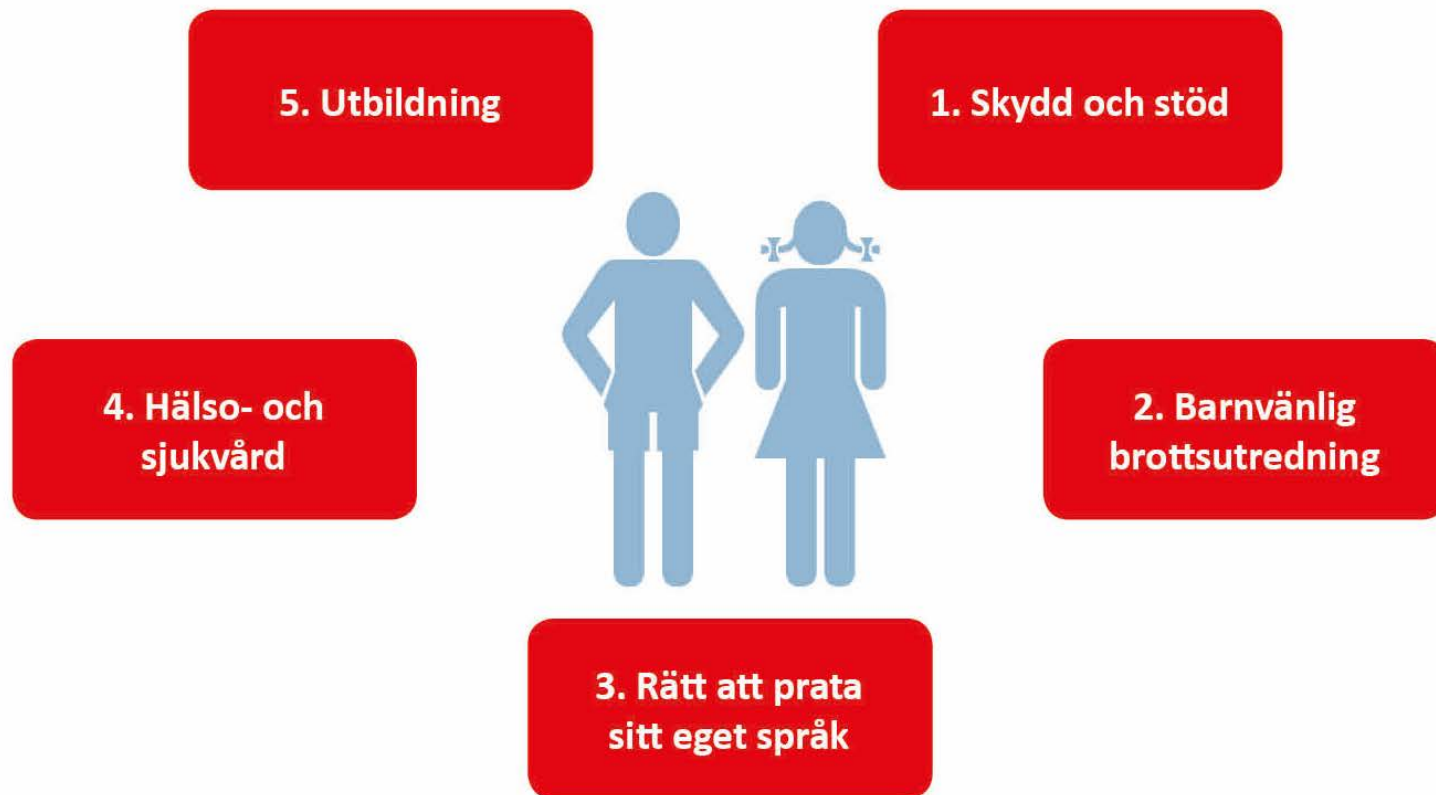 5. Utbildning
1. Skydd och stöd
4. Hälso- och
sjukvård
2. Barnvänlig
brottsutredning
3. Rätt att prata
sitt eget språk